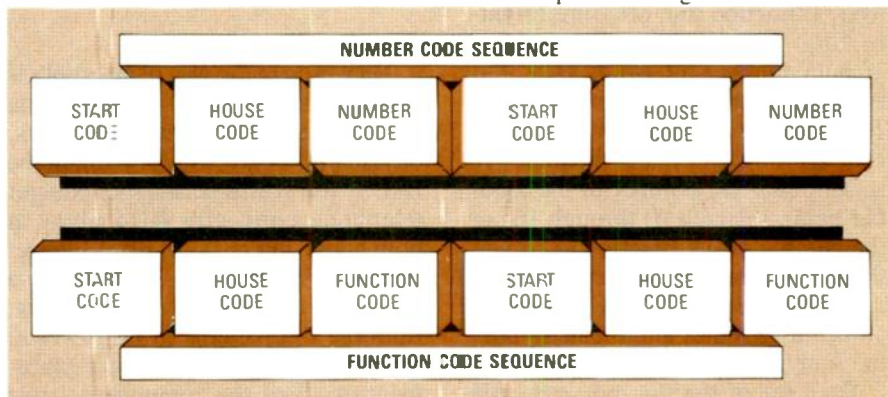 NUMBER CODE SEQUENCE
START HOUSE NUMBER START HOUSE NUMBER
CODE CODE CODE CODE CODE CODE
START HOUSE FUNCTION START HOUSE FUNCTION
CODE CODE CODE CODE CODE CODE
FUNCTION CODE SEQUENCE